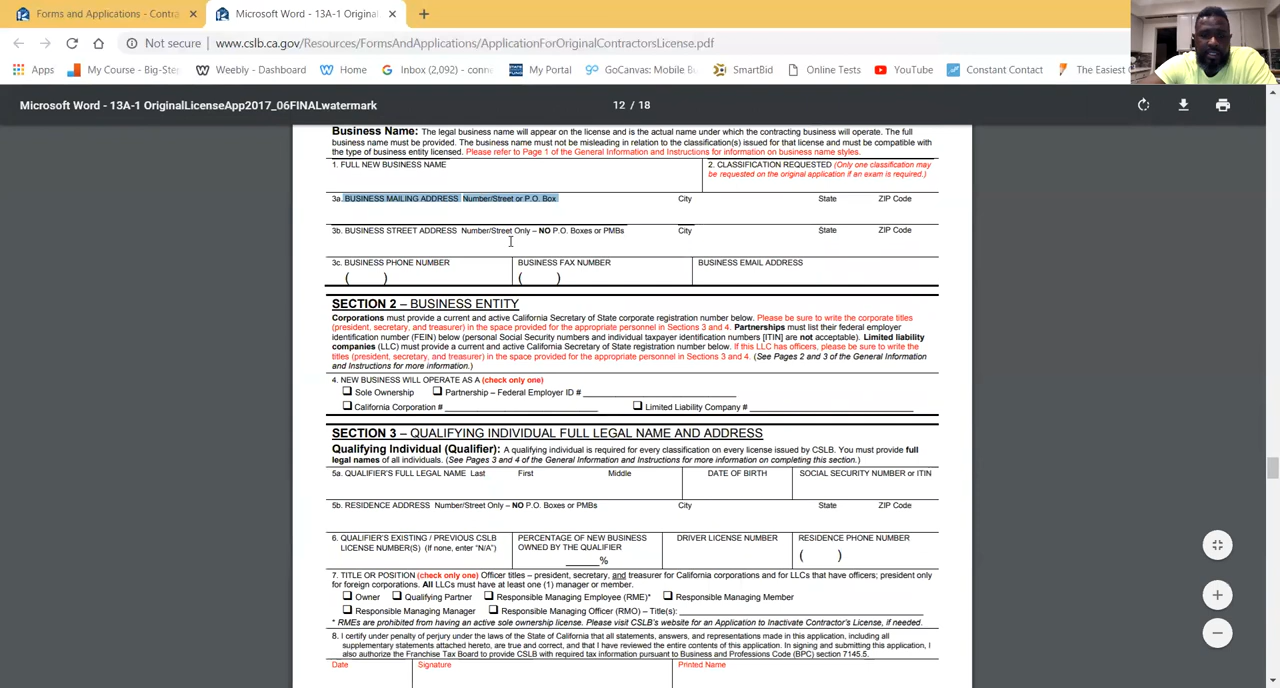 Forms and Applications - Contra
Microsoft Word - 13A-1 Original
Not secure www.cslb.ca.gov/Resources/FormsAndApplications/ApplicationForOriginalContractorsLicense.pdf
Apps My Course - Big-Ste Weebly - Dashboard Home Inbox (2,092) - conne My Portal GoCanvas: Mobile B SmartBid Online Tests YouTube Constant Contact The Easiest
Microsoft Word - 13A-1 OriginalLicenseApp2017_06FINALwatermark 12 / 18
Business Name: The legal business name will appear on the license and is the actual name under which the contracting business will operate. The full
business name must be provided. The business name must not be misleading in relation to the classification(s) issued for that license and must be compatible with
the type of business entity licensed. Please refer to Page 1 of the General Information and Instructions for information on business name styles.
1. FULL NEW BUSINESS NAME 2. CLASSIFICATION REQUESTED (Only one classification may
be requested on the original application if an exam is required.)
3a. BUSINESS MAILING ADDRESS Number/Street or P.O. Box City State ZIP Code
3b. BUSINESS STREET ADDRESS Number/Street Only – NO P.O. Boxes or PMBs City State ZIP Code
3c. BUSINESS PHONE NUMBER BUSINESS FAX NUMBER BUSINESS EMAIL ADDRESS
( ) ( )
SECTION 2 – BUSINESS ENTITY
Corporations must provide a current and active California Secretary of State corporate registration number below. Please be sure to write the corporate titles
(president, secretary, and treasurer) in the space provided for the appropriate personnel in Sections 3 and 4. Partnerships must list their federal employer
identification number (FEIN) below (personal Social Security numbers and individual taxpayer identification numbers [ITIN] are not acceptable). Limited liability
companies (LLC) must provide a current and active California Secretary of State registration number below. If this LLC has officers, please be sure to write the
titles (president, secretary, and treasurer) in the space provided for the appropriate personnel in Sections 3 and 4. (See Pages 2 and 3 of the General Information
and Instructions for more information.)
4. NEW BUSINESS WILL OPERATE AS A (check only one)
Sole Ownership Partnership – Federal Employer ID #
California Corporation # Limited Liability Company #
SECTION 3 – QUALIFYING INDIVIDUAL FULL LEGAL NAME AND ADDRESS
Qualifying Individual (Qualifier): A qualifying individual is required for every classification on every license issued by CSLB. You must provide full
legal names of all individuals. (See Pages 3 and 4 of the General Information and Instructions for more information on completing this section.)
5a. QUALIFIER'S FULL LEGAL NAME Last First Middle DATE OF BIRTH SOCIAL SECURITY NUMBER or ITIN
5b. RESIDENCE ADDRESS Number/Street Only – NO P.O. Boxes or PMBs City State ZIP Code
6. QUALIFIER'S EXISTING / PREVIOUS CSLB PERCENTAGE OF NEW BUSINESS DRIVER LICENSE NUMBER RESIDENCE PHONE NUMBER
LICENSE NUMBER(S) (If none, enter "N/A") OWNED BY THE QUALIFIER
% ( )
7. TITLE OR POSITION (check only one) Officer titles – president, secretary, and treasurer for California corporations and for LLCs that have officers; president only
for foreign corporations. All LLCs must have at least one (1) manager or member.
Owner Qualifying Partner Responsible Managing Employee (RME)* Responsible Managing Member
Responsible Managing Manager Responsible Managing Officer (RMO) – Title(s):
* RMEs are prohibited from having an active sole ownership license. Please visit CSLB's website for an Application to Inactivate Contractor's License, if needed.
8. I certify under penalty of perjury under the laws of the State of California that all statements, answers, and representations made in this application, including all
supplementary statements attached hereto, are true and correct, and that I have reviewed the entire contents of this application. In signing and submitting this application, I
also authorize the Franchise Tax Board to provide CSLB with required tax information pursuant to Business and Professions Code (BPC) section 7145.5.
Date Signature Printed Name